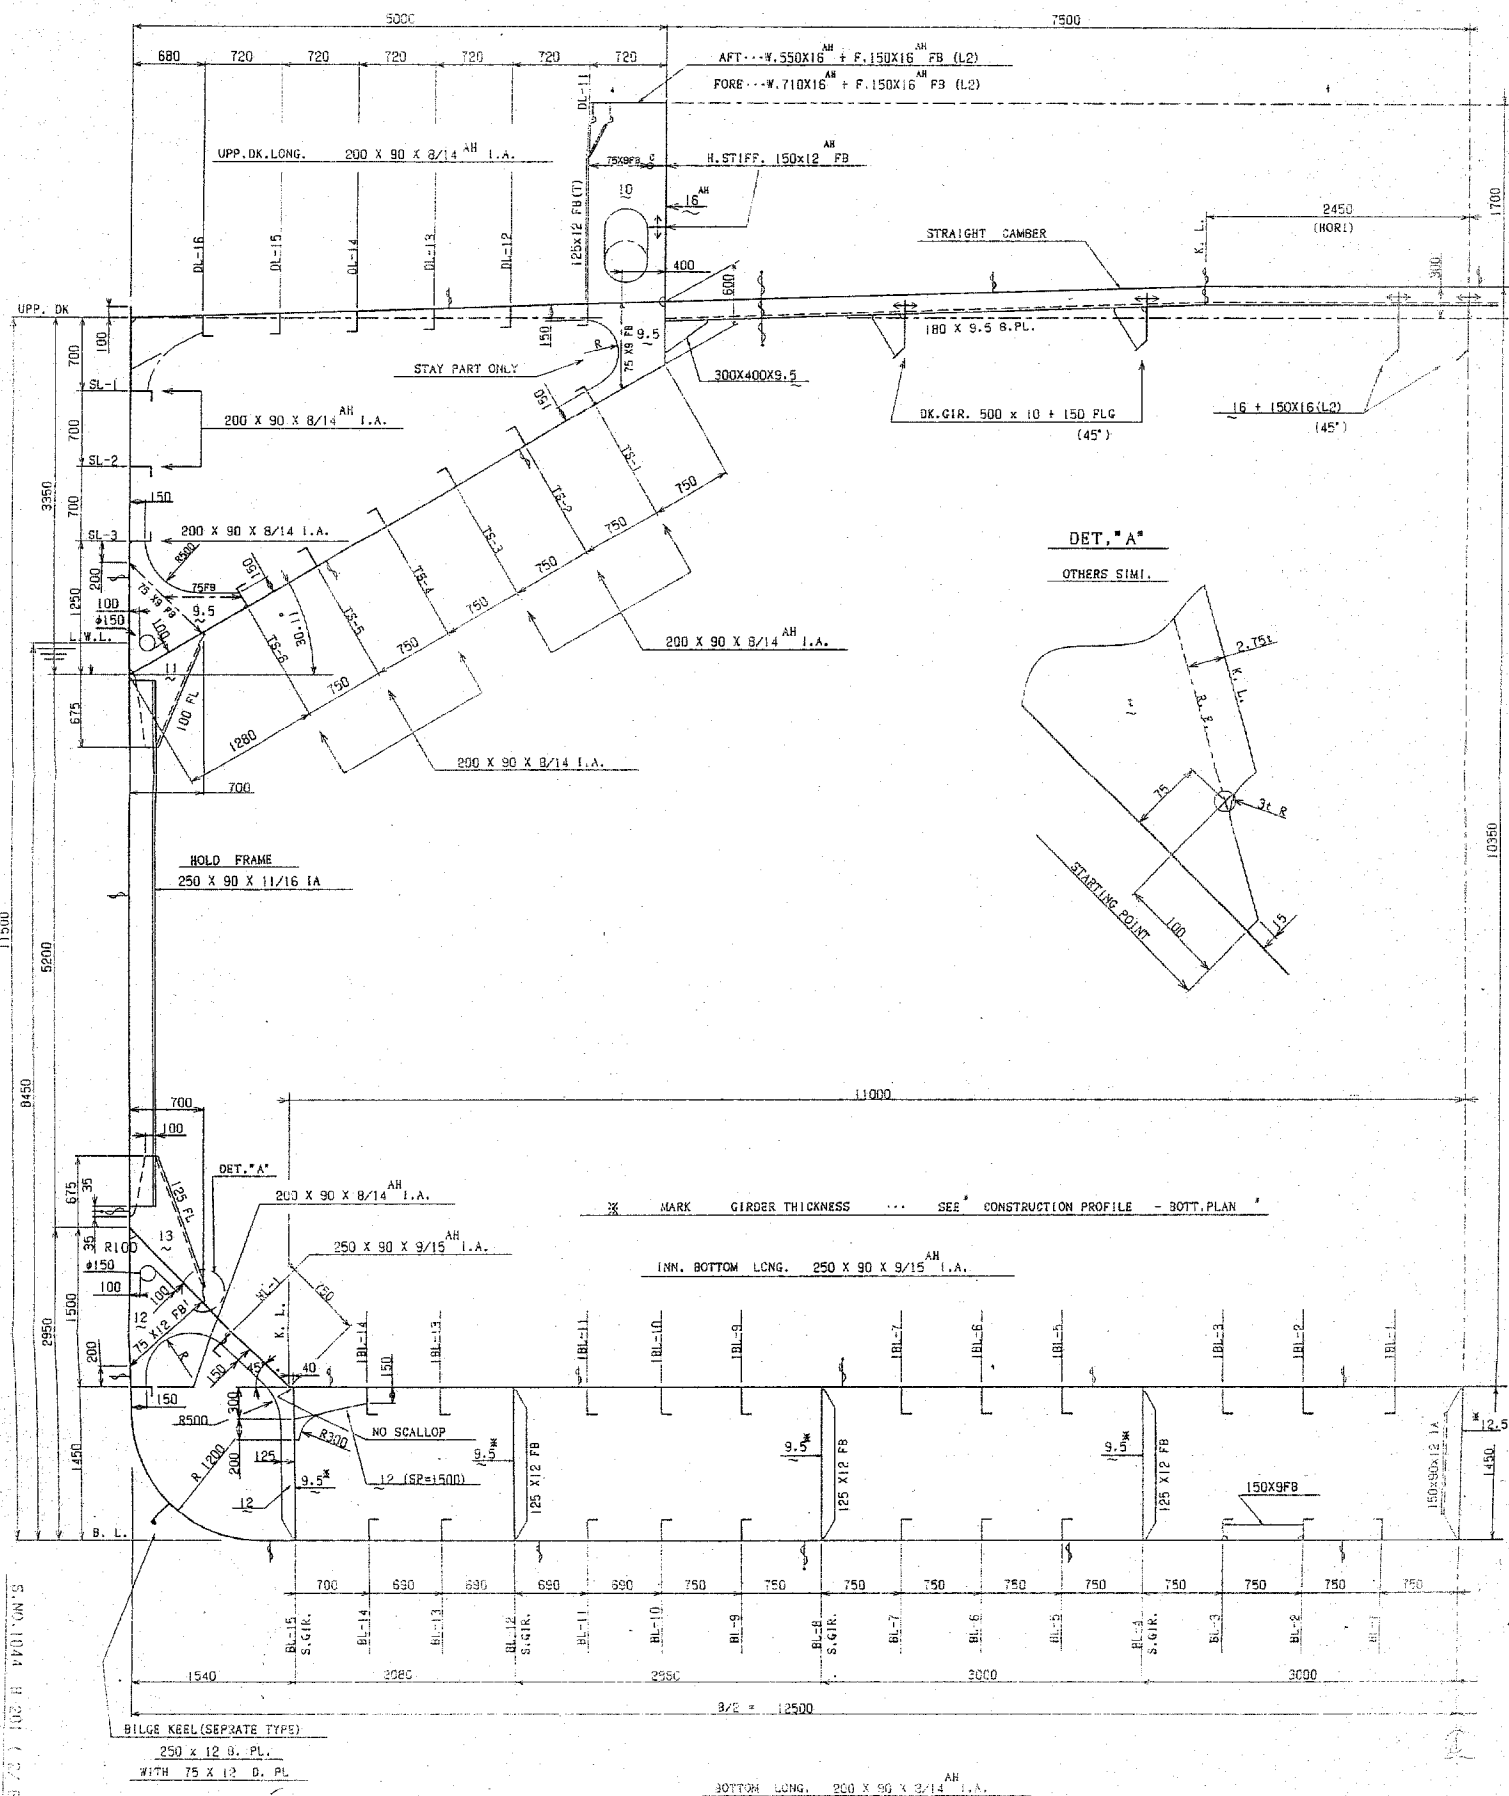 5000
7500
680 720 720 720 720 720 720
AFT···W.550X16 AH + F.150X16 AH FB (L2)
FORE···W.710X16 AH + F.150X16 AH FB (L2)
DL-11
UPP.DK.LONG. 200 X 90 X 8/14 AH I.A.
75X9FB
H.STIFF. 150x12 AH FB
10
16 AH
125x12 FB(T)
1700
2450
(HORI)
K. L.
STRAIGHT CAMBER
DL-16
DL-15
DL-14
DL-13
DL-12
400
600
300
UPP. DK
100
150
R
75 X9 FB
9.5
180 X 9.5 B.PL.
STAY PART ONLY
300X400X9.5
700
SL-1
150
200 X 90 X 8/14 AH I.A.
DK.GIR. 500 x 10 + 150 FLG
(45°)
16 + 150X16(L2)
(45°)
700
SL-2
3350
150
700
SL-3
200 X 90 X 8/14 I.A.
R500
TS-1
TS-2
TS-3
TS-4
TS-5
TS-6
750
750
750
750
750
750
1280
DET."A"
OTHERS SIMI.
200
1250
75 X9 FB
75FB
150
100
9.5
φ150
100
30.11°
L.W.L.
11
200 X 90 X 8/14 AH I.A.
675
100 FL
200 X 90 X 8/14 I.A.
700
2.75t
K. L.
R. E.
t
75
3t R
STARTING POINT
100
15
10350
HOLD FRAME
250 X 90 X 11/16 IA
11500
5200
8450
11000
700
100
DET."A"
675
35
125 FL
200 X 90 X 8/14 AH I.A.
※ MARK GIRDER THICKNESS ··· SEE " CONSTRUCTION PROFILE - BOTT.PLAN "
35
R100
13
250 X 90 X 9/15 AH I.A.
INN. BOTTOM LONG. 250 X 90 X 9/15 AH I.A.
φ150
100
100
HL-1
750
K. L.
1500
12
75 X12 FB
2950
IBL-14
IBL-13
IBL-11
IBL-10
IBL-9
IBL-7
IBL-6
IBL-5
IBL-3
IBL-2
IBL-1
200
R
150
45°
40
150
150
300
R500
NO SCALLOP
R300
200
R 1200
125
9.5※
12 (SP=1500)
12
1450
9.5※
125 X12 FB
9.5※
125 X12 FB
9.5※
125 X12 FB
150X9FB
150x90x12 IA
※12.5
1450
B. L.
700 690 690 690 690 750 750 750 750 750 750 750 750 750
BL-15
S.GIR.
BL-14
BL-13
BL-12
S.GIR.
BL-11
BL-10
BL-9
BL-8
S.GIR.
BL-7
BL-6
BL-5
BL-4
S.GIR.
BL-3
BL-2
BL-1
1540 2080 2980 3000 3000
B/2 = 12500
BILGE KEEL(SEPRATE TYPE)
250 x 12 B. PL.
WITH 75 X 12 D. PL
BOTTOM LONG. 200 X 90 X 8/14 AH I.A.
S.NO.1044